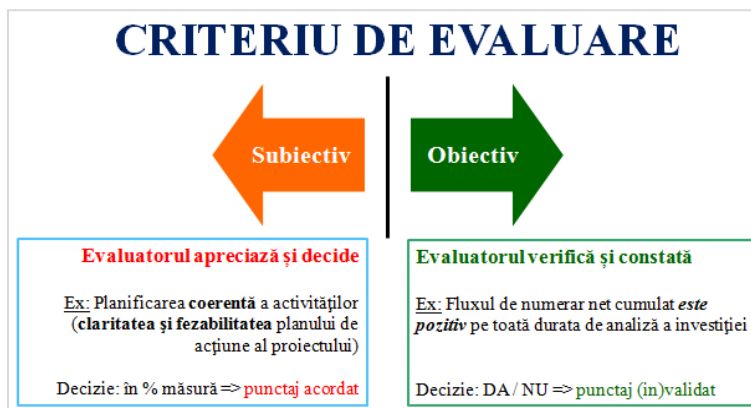 CRITERIU DE EVALUARE
Subiectiv
Obiectiv
Evaluatorul apreciază și decide
Ex: Planificarea coerentă a activităților
(claritatea și fezabilitatea planului de
acțiune al proiectului)
Decizie: în % măsură => punctaj acordat
Evaluatorul verifică și constată
Ex: Fluxul de numerar net cumulat este
pozitiv pe toată durata de analiză a investiției
Decizie: DA / NU => punctaj (in)validat